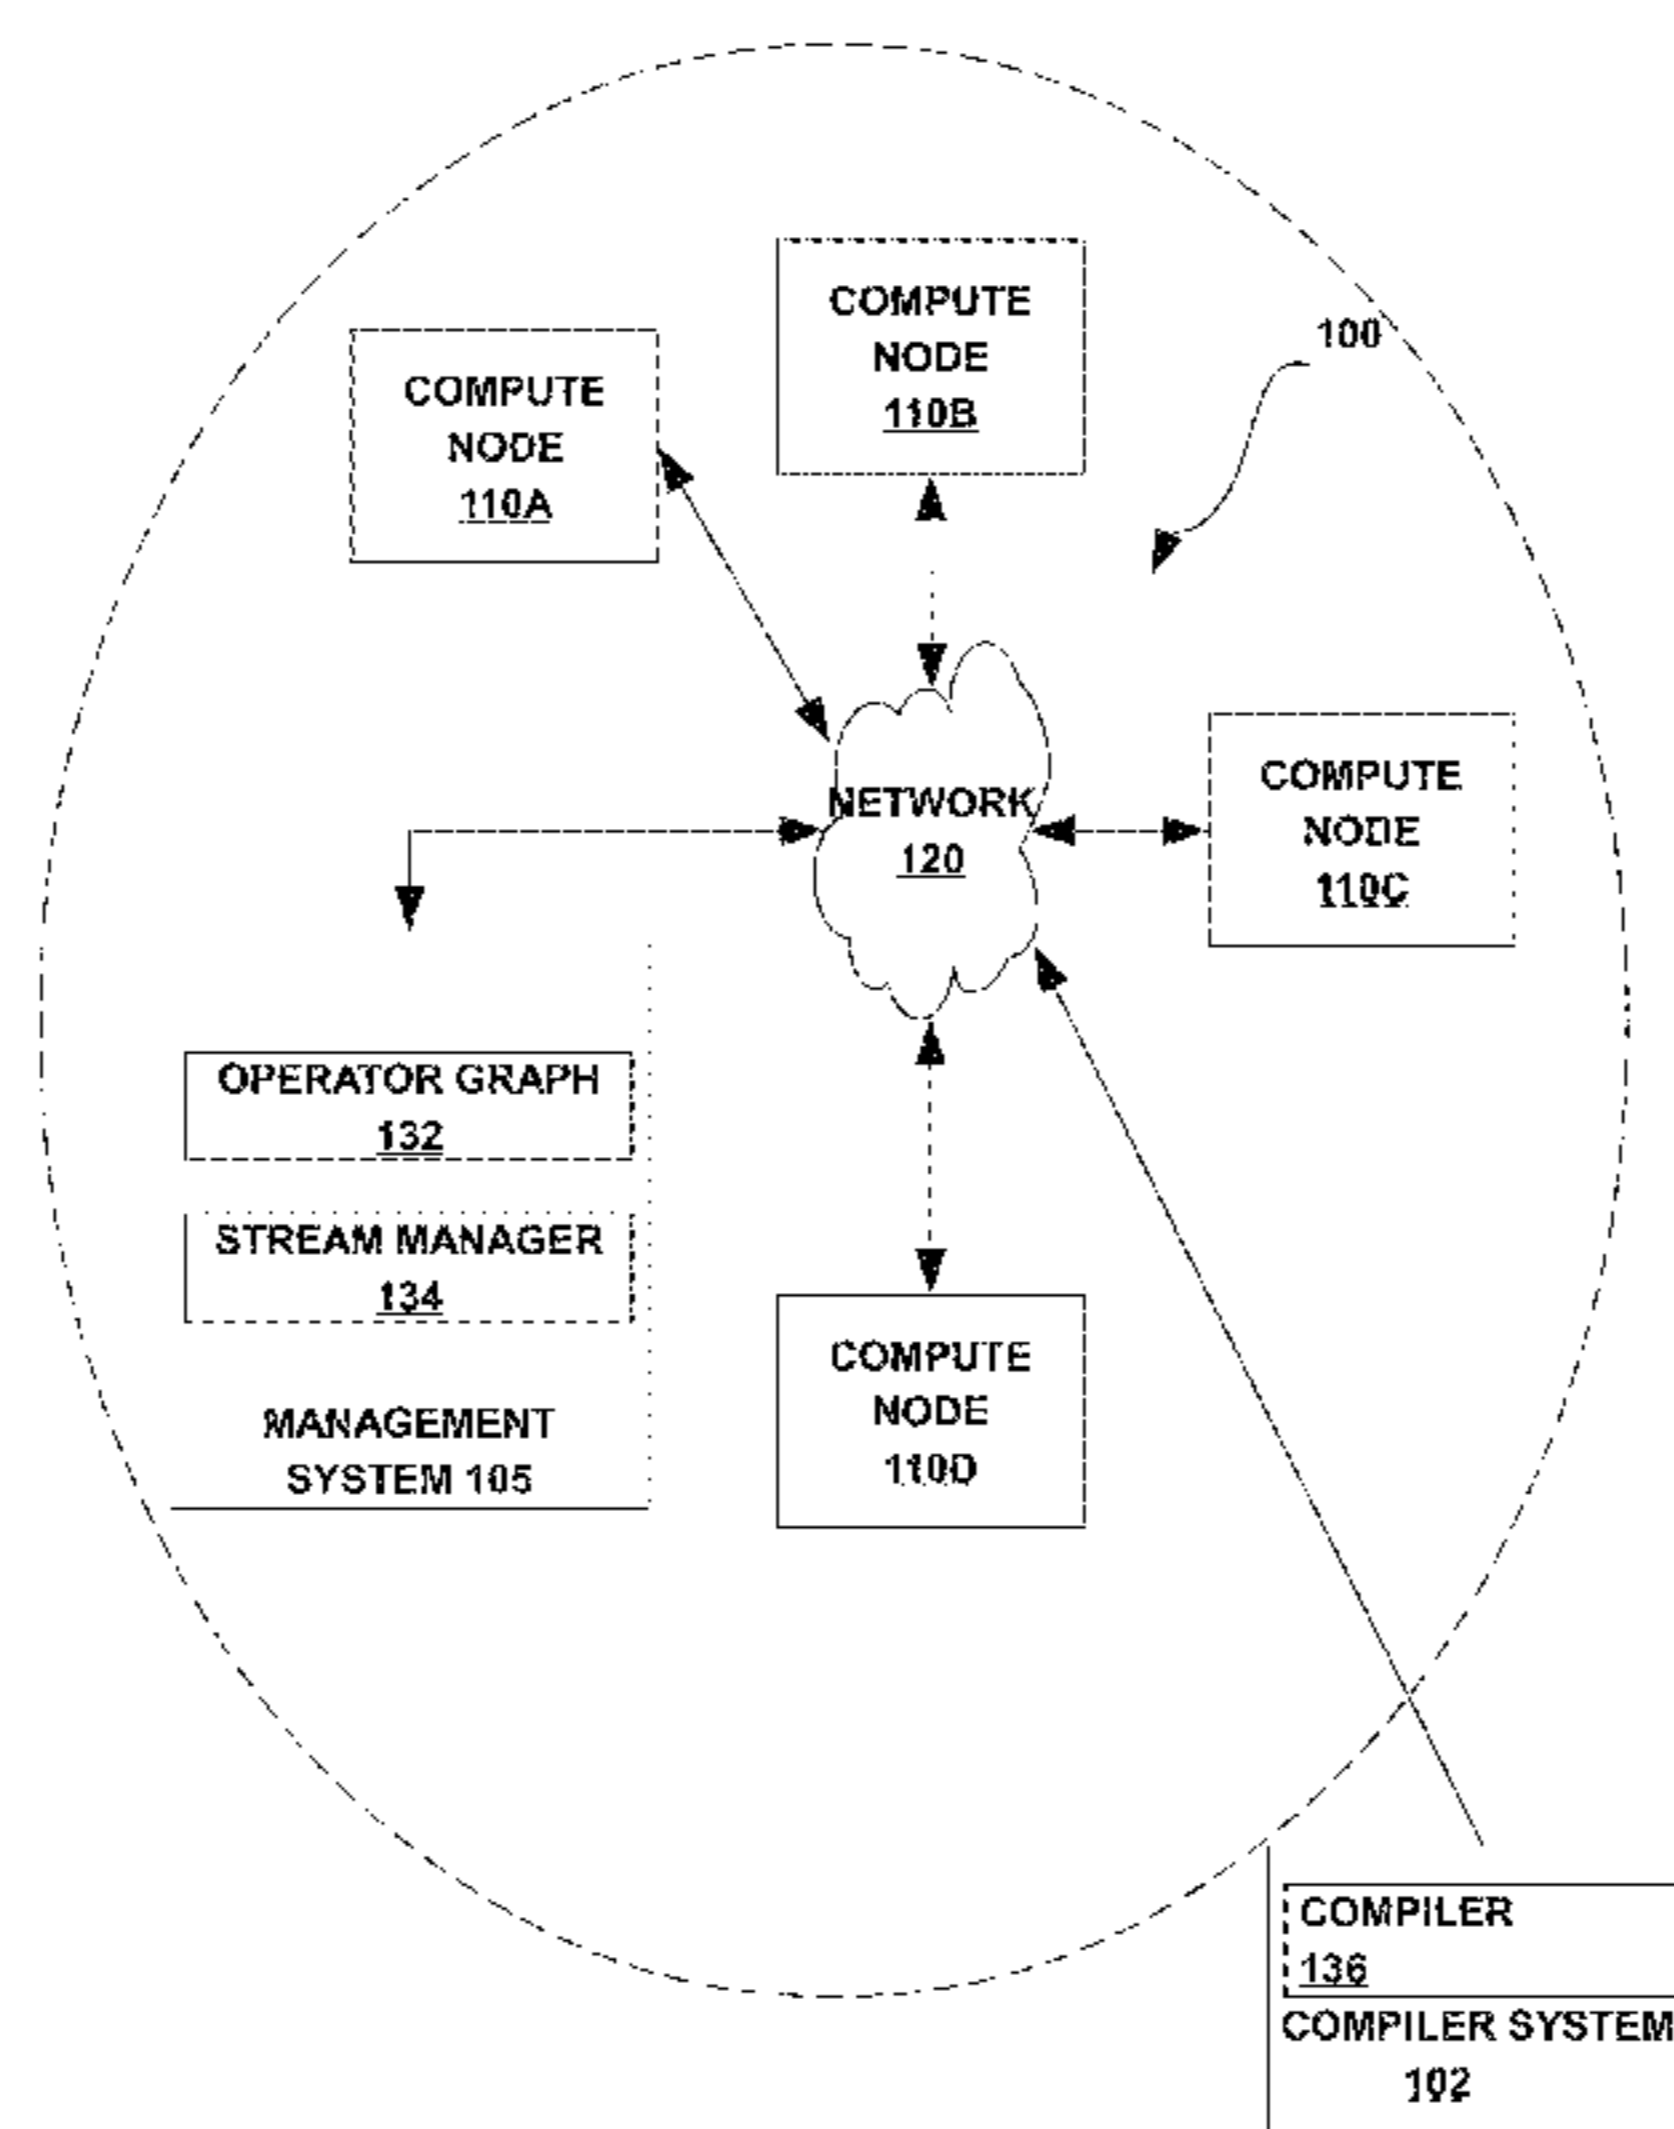 COMPUTE
NODE
110B
100
COMPUTE
NODE
110A
NETWORK
120
COMPUTE
NODE
110C
OPERATOR GRAPH
132
STREAM MANAGER
134
MANAGEMENT
SYSTEM 105
COMPUTE
NODE
110D
COMPILER
136
COMPILER SYSTEM
102